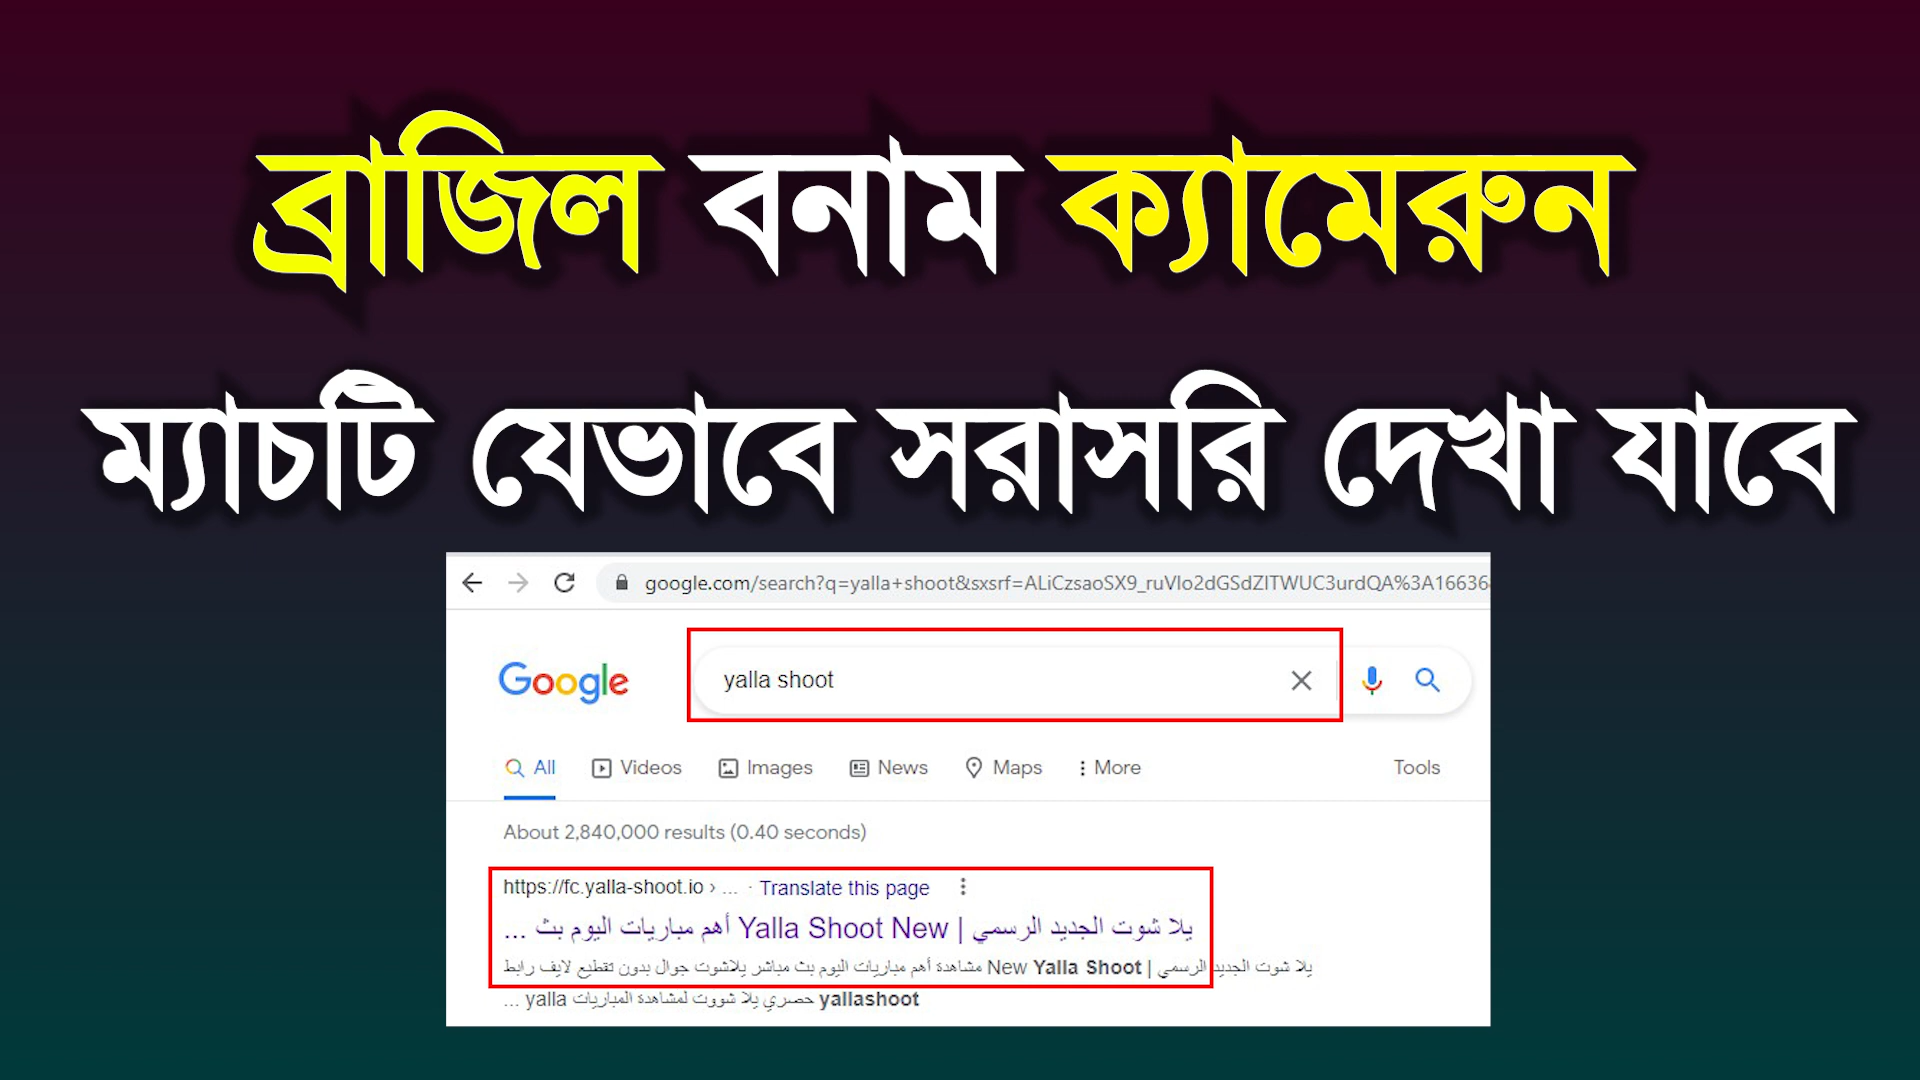 ব্রাজিল বনাম ক্যামেরুন
ম্যাচটি যেভাবে সরাসরি দেখা যাবে
google.com/search?q=yalla+shoot&sxsrf=ALiCzsaoSX9_ruVIo2dGSdZITWUC3urdQA%3A16636
Google
yalla shoot
All Videos Images News Maps More Tools
About 2,840,000 results (0.40 seconds)
https://fc.yalla-shoot.io › ... · Translate this page
يلا شوت الجديد الرسمي | Yalla Shoot New أهم مباريات اليوم بث ...
يلا شوت الجديد الرسمي | New Yalla Shoot مشاهدة أهم مباريات اليوم بث مباشر يلاشوت جوال بدون تقطيع لايف رابط
yallashoot حصري يلا شووت لمشاهدة المباريات yalla ...